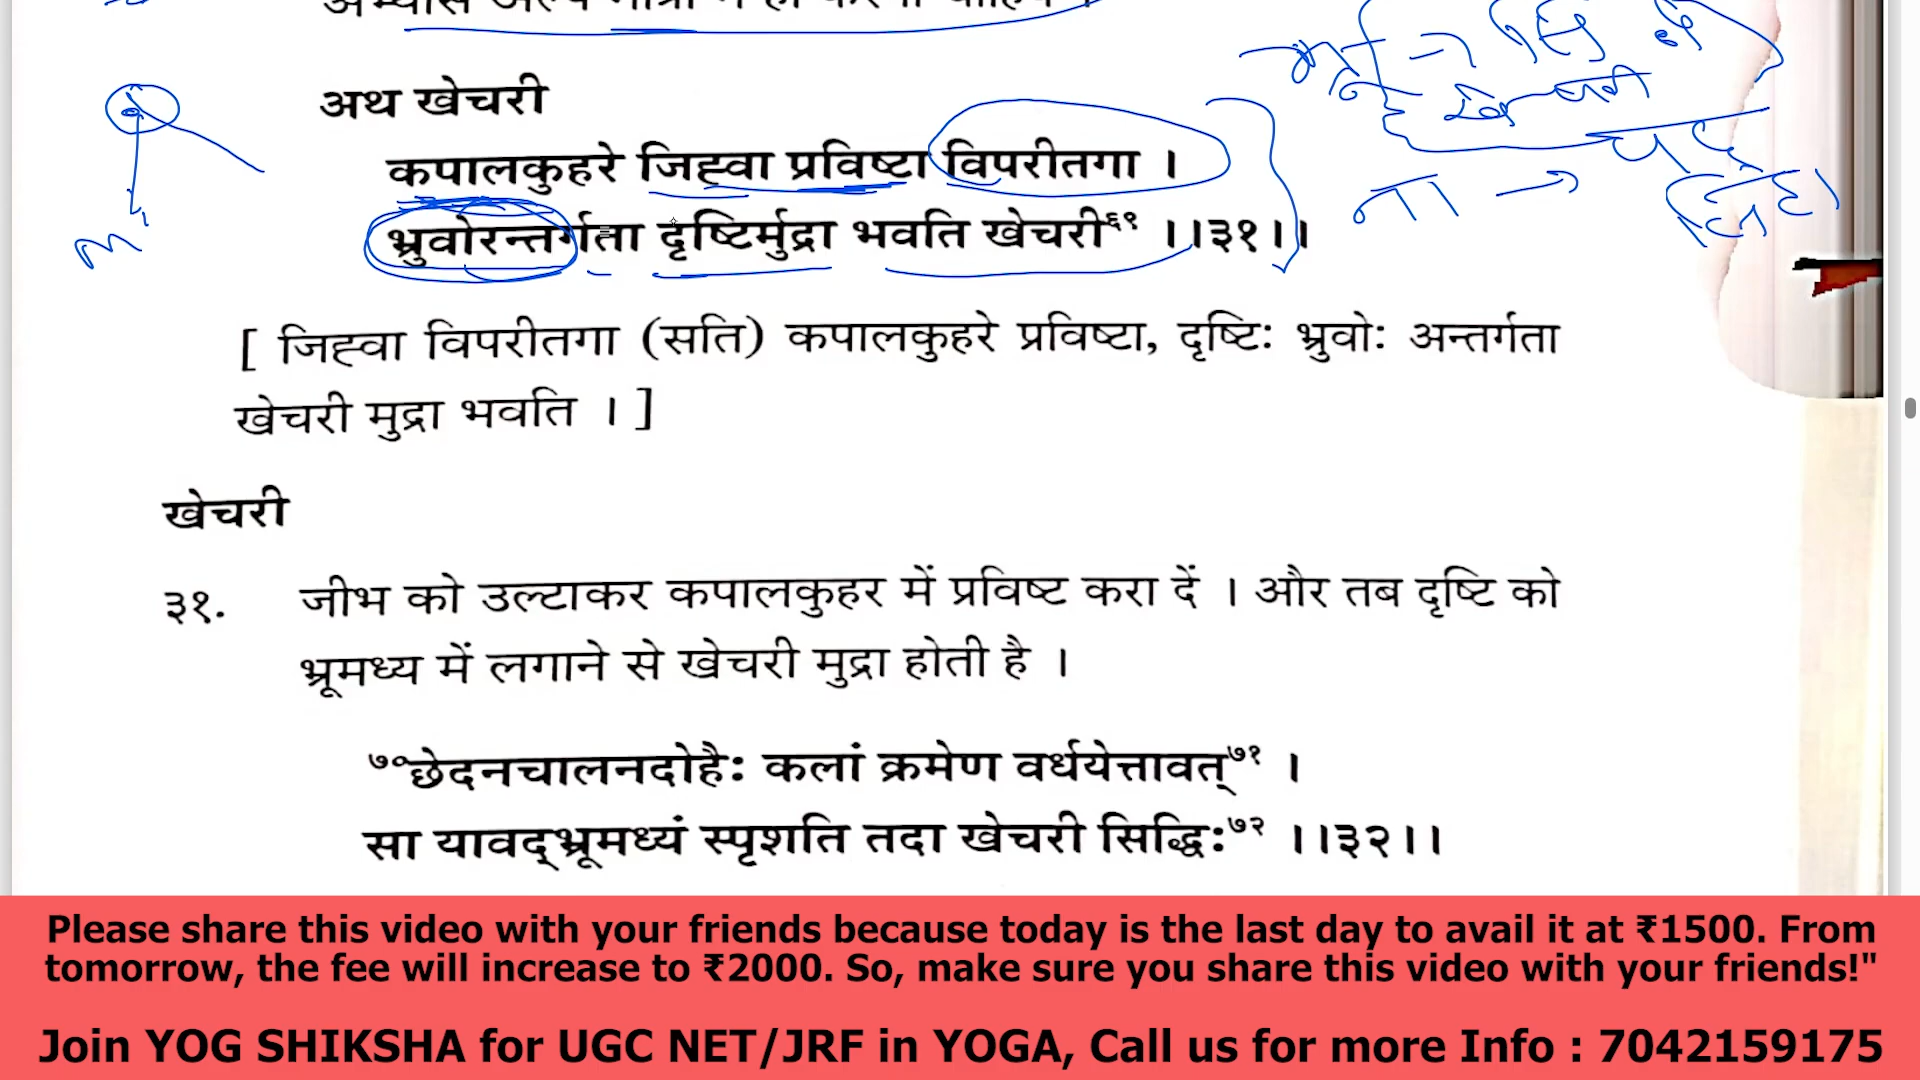 अथ खेचरी
कपालकुहरे जिह्वा प्रविष्टा विपरीतगा ।
भ्रुवोरन्तर्गता दृष्टिर्मुद्रा भवति खेचरी६९ ।।३१।।
[ जिह्वा विपरीतगा (सति) कपालकुहरे प्रविष्टा, दृष्टिः भ्रुवोः अन्तर्गता
खेचरी मुद्रा भवति । ]
खेचरी
३१. जीभ को उल्टाकर कपालकुहर में प्रविष्ट करा दें । और तब दृष्टि को
भ्रूमध्य में लगाने से खेचरी मुद्रा होती है ।
७०छेदनचालनदोहैः कलां क्रमेण वर्धयेत्तावत्७१ ।
सा यावद्भ्रूमध्यं स्पृशति तदा खेचरी सिद्धिः७२ ।।३२।।
Please share this video with your friends because today is the last day to avail it at ₹1500. From
tomorrow, the fee will increase to ₹2000. So, make sure you share this video with your friends!"
Join YOG SHIKSHA for UGC NET/JRF in YOGA, Call us for more Info : 7042159175